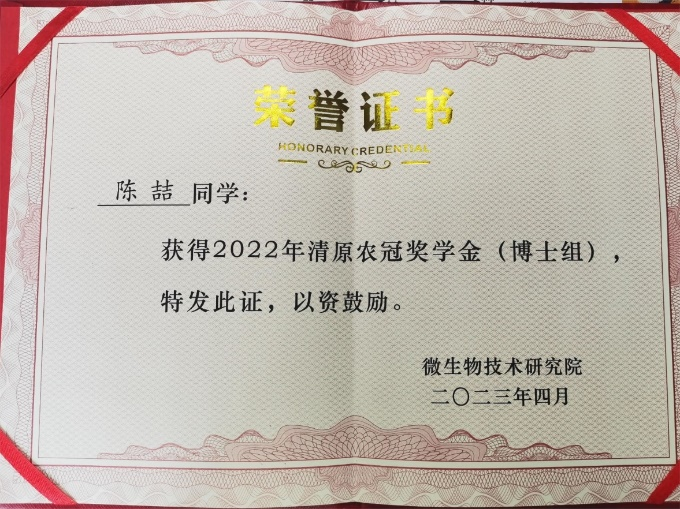 荣誉证书
HONORARY CREDENTIAL
陈喆同学：
获得2022年清原农冠奖学金（博士组），
特发此证，以资鼓励。
微生物技术研究院
二〇二三年四月